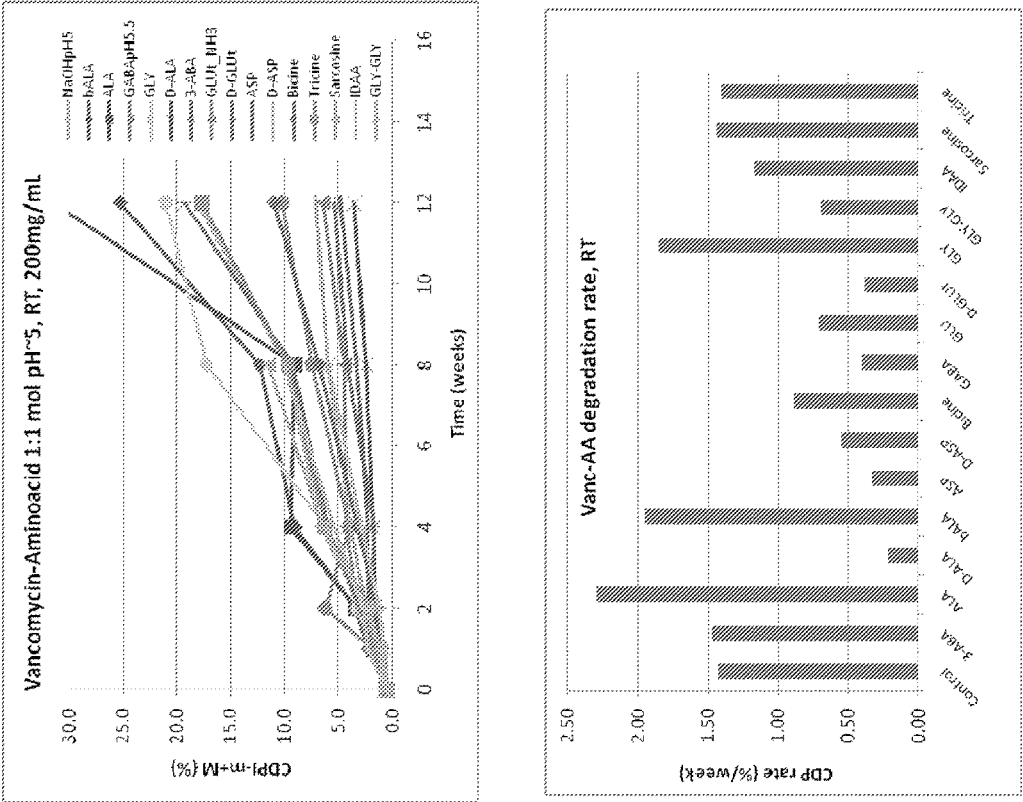 Vancomycin-Aminoacid 1:1 mol pH~5, RT, 200mg/mL
CDPI-m+M (%)
30.0
25.0
20.0
15.0
10.0
5.0
0.0
0
2
4
6
8
10
12
14
16
Time (weeks)
NaOHpH5
bALA
ALA
GABApH5.5
GLY
D-ALA
3-ABA
GLUt_NH3
D-GLUt
ASP
D-ASP
Bicine
Tricine
Sarcosine
IDAA
GLY-GLY
Vanc-AA degradation rate, RT
CDP rate (%/week)
2.50
2.00
1.50
1.00
0.50
0.00
Control
3-ABA
ALA
D-ALA
bALA
ASP
D-ASP
Bicine
GABA
GLU
D-GLUt
GLY
GLY-GLY
IDAA
Sarcosine
Tricine